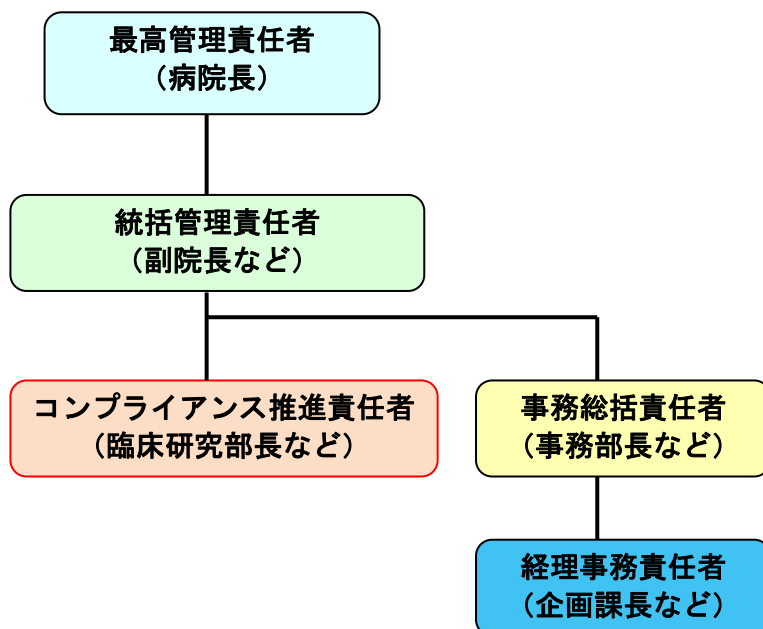 最高管理責任者
（病院長）
統括管理責任者
（副院長など）
コンプライアンス推進責任者
（臨床研究部長など）
事務総括責任者
（事務部長など）
経理事務責任者
（企画課長など）